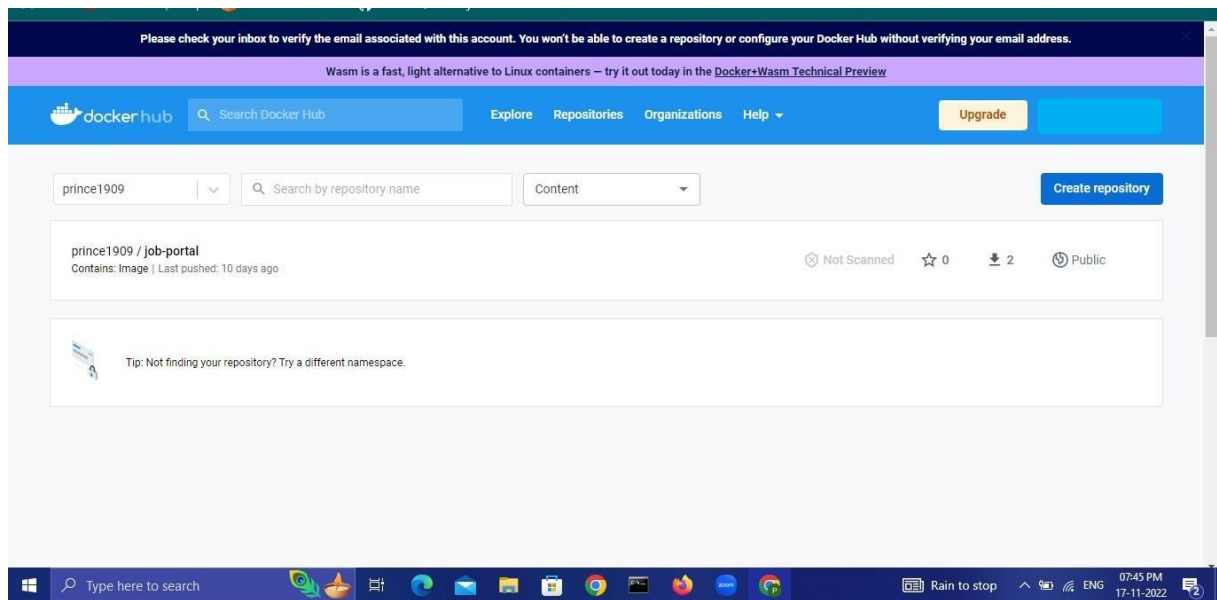 Please check your inbox to verify the email associated with this account. You won't be able to create a repository or configure your Docker Hub without verifying your email address.
Wasm is a fast, light alternative to Linux containers — try it out today in the Docker+Wasm Technical Preview
dockerhub Search Docker Hub Explore Repositories Organizations Help Upgrade
prince1909 Search by repository name Content Create repository
prince1909 / job-portal
Contains: Image | Last pushed: 10 days ago
Not Scanned 0 2 Public
Tip: Not finding your repository? Try a different namespace.
Type here to search zoom P Rain to stop ENG 07:45 PM
17-11-2022 2